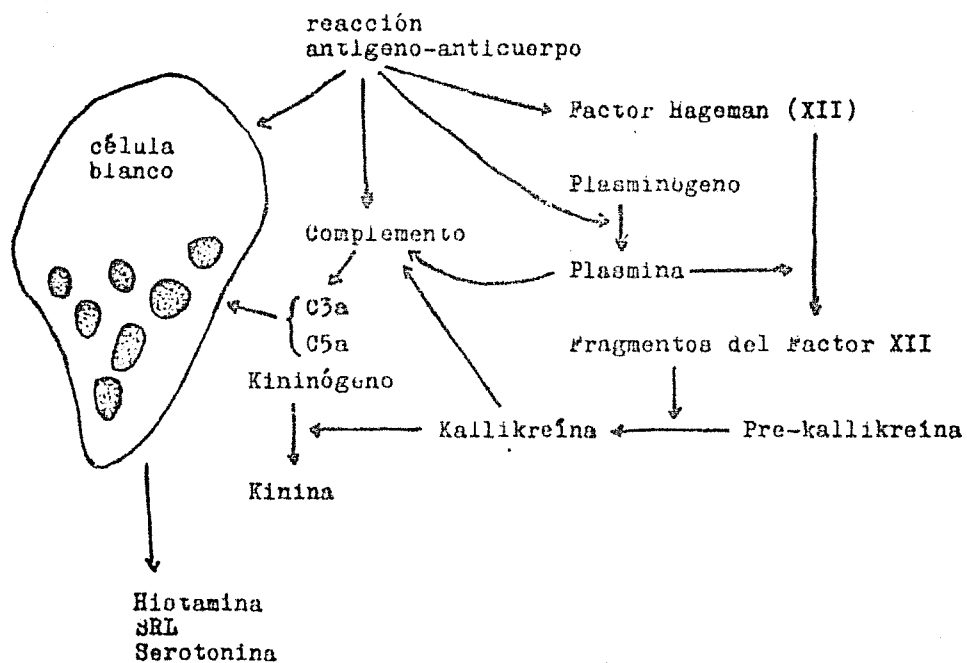 reacción
antígeno-anticuerpo
Factor Hageman (XII)
célula
blanco
Plasminógeno
Complemento
Plasmina
C3a
C5a
Fragmentos del Factor XII
Kininógeno
Kallikreína
Pre-kallikreína
Kinina
Histamina
SRL
Serotonina